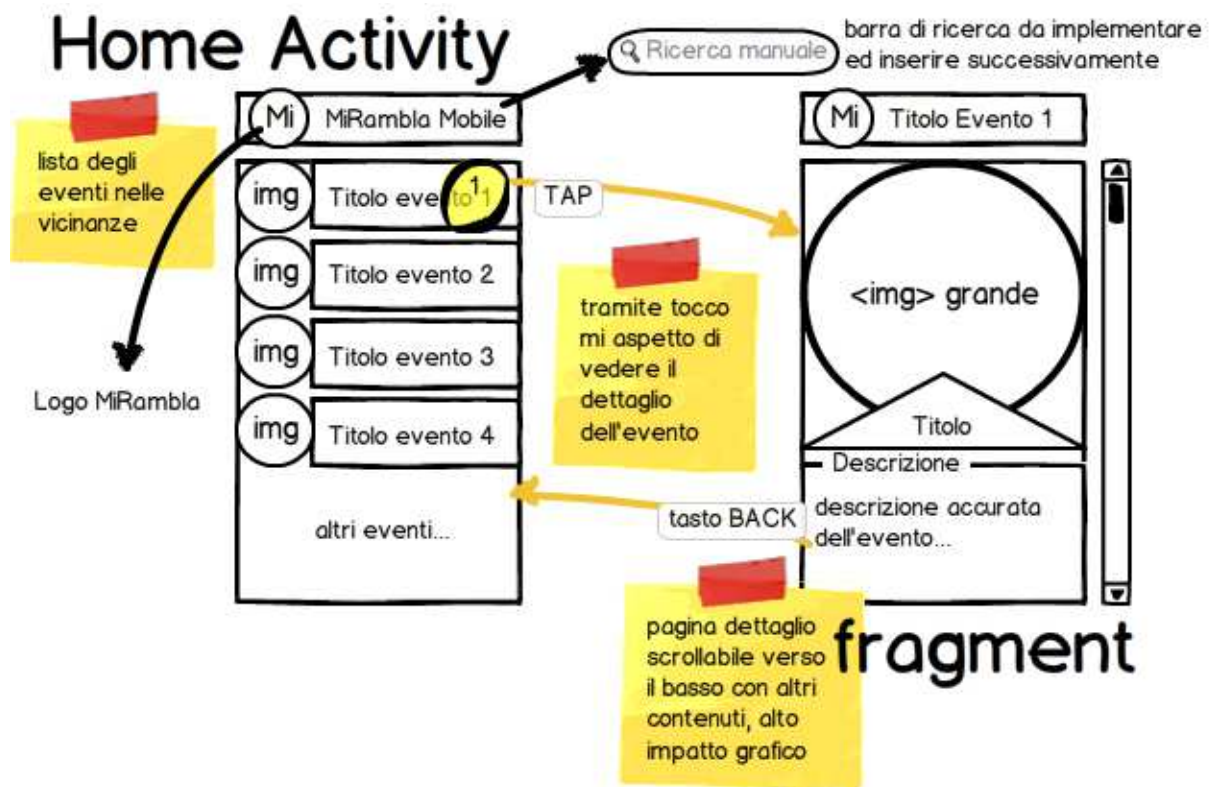 Home Activity
Ricerca manuale
barra di ricerca da implementare
ed inserire successivamente
Mi
MiRambla Mobile
lista degli
eventi nelle
vicinanze
Logo MiRambla
img
Titolo evento 1
1
img
Titolo evento 2
img
Titolo evento 3
img
Titolo evento 4
altri eventi...
TAP
tramite tocco
mi aspetto di
vedere il
dettaglio
dell'evento
tasto BACK
Mi
Titolo Evento 1
<img> grande
Titolo
Descrizione
descrizione accurata
dell'evento...
pagina dettaglio
scrollabile verso
il basso con altri
contenuti, alto
impatto grafico
fragment